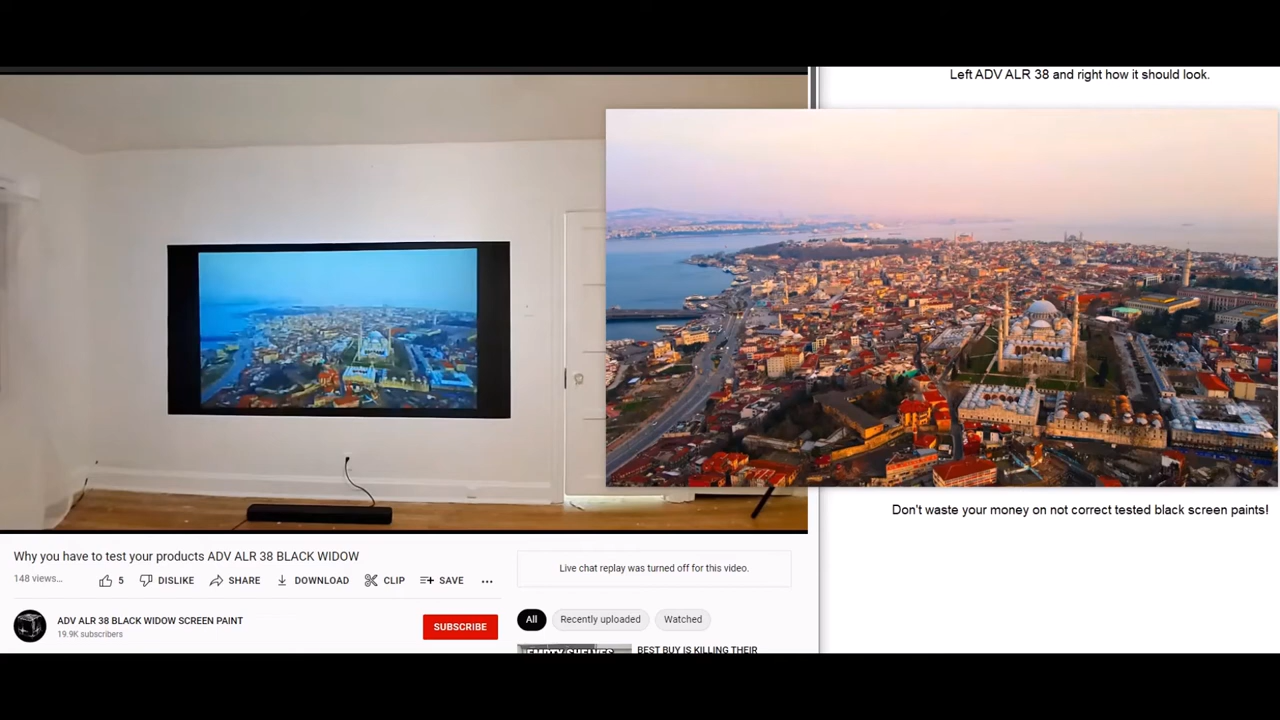 Left ADV ALR 38 and right how it should look.
Don't waste your money on not correct tested black screen paints!
Why you have to test your products ADV ALR 38 BLACK WIDOW
148 views...
5
DISLIKE
SHARE
DOWNLOAD
CLIP
SAVE
...
Live chat replay was turned off for this video.
ADV ALR 38 BLACK WIDOW SCREEN PAINT
19.9K subscribers
SUBSCRIBE
All
Recently uploaded
Watched
EMPTY SHELVES
BEST BUY IS KILLING THEIR